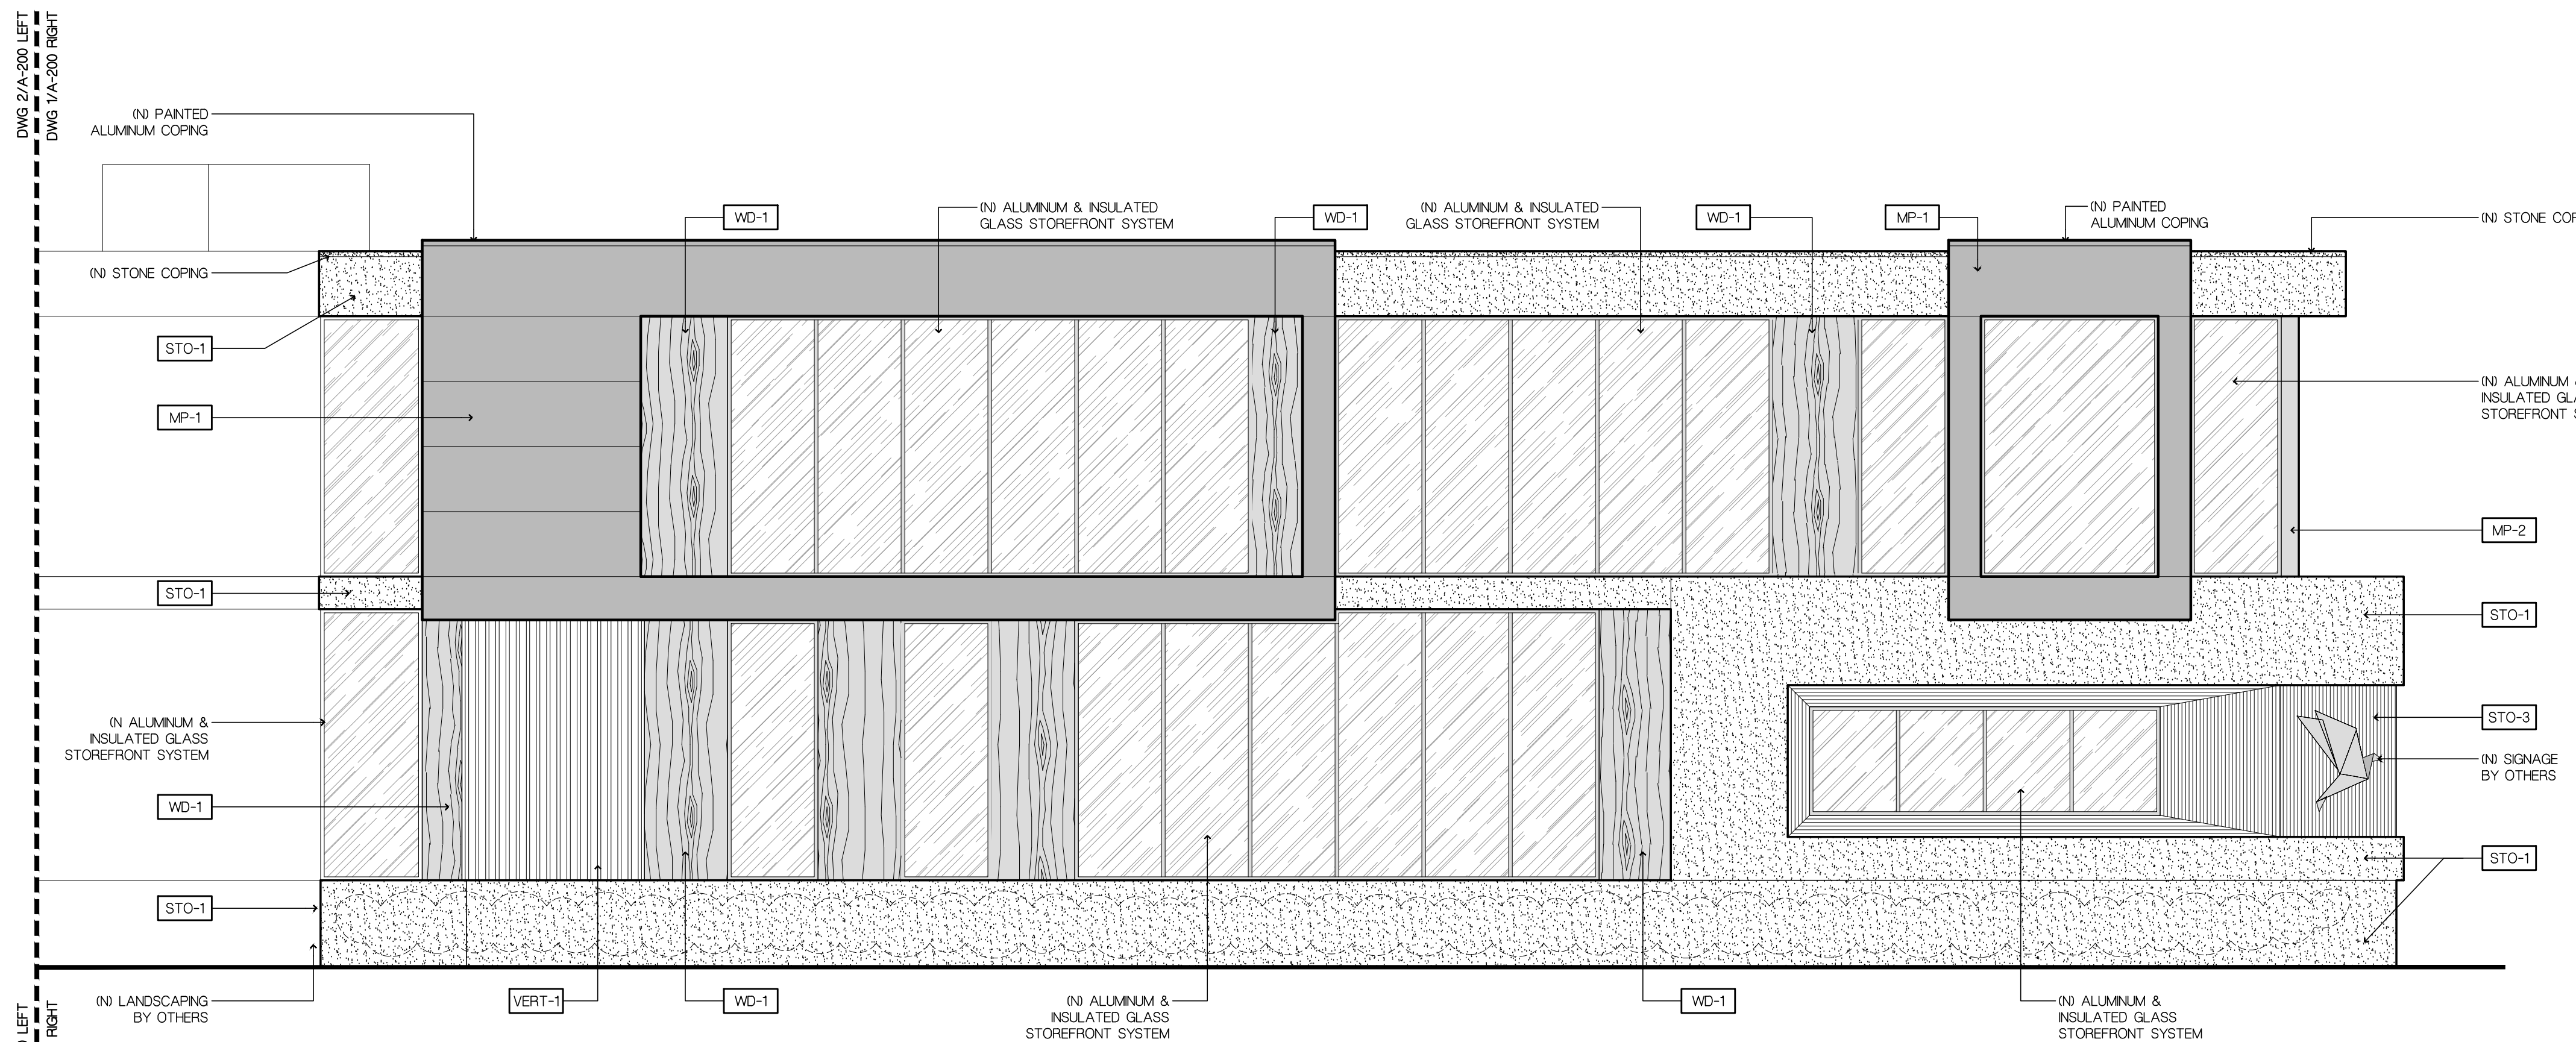 DWG 2/A-200 LEFT
DWG 1/A-200 RIGHT
(N) PAINTED
ALUMINUM COPING
WD-1
(N) ALUMINUM & INSULATED
GLASS STOREFRONT SYSTEM
WD-1
(N) ALUMINUM & INSULATED
GLASS STOREFRONT SYSTEM
WD-1
MP-1
(N) PAINTED
ALUMINUM COPING
(N) STONE
(N) STONE COPING
STO-1
MP-1
(N) ALUMINUM
INSULATED
STOREFRONT
MP-2
STO-1
STO-1
(N ALUMINUM &
INSULATED GLASS
STOREFRONT SYSTEM
STO-3
(N) SIGNAGE
BY OTHERS
WD-1
STO-1
STO-1
(N) LANDSCAPING
BY OTHERS
VERT-1
WD-1
(N) ALUMINUM &
INSULATED GLASS
STOREFRONT SYSTEM
WD-1
(N) ALUMINUM &
INSULATED GLASS
STOREFRONT SYSTEM
LEFT
RIGHT